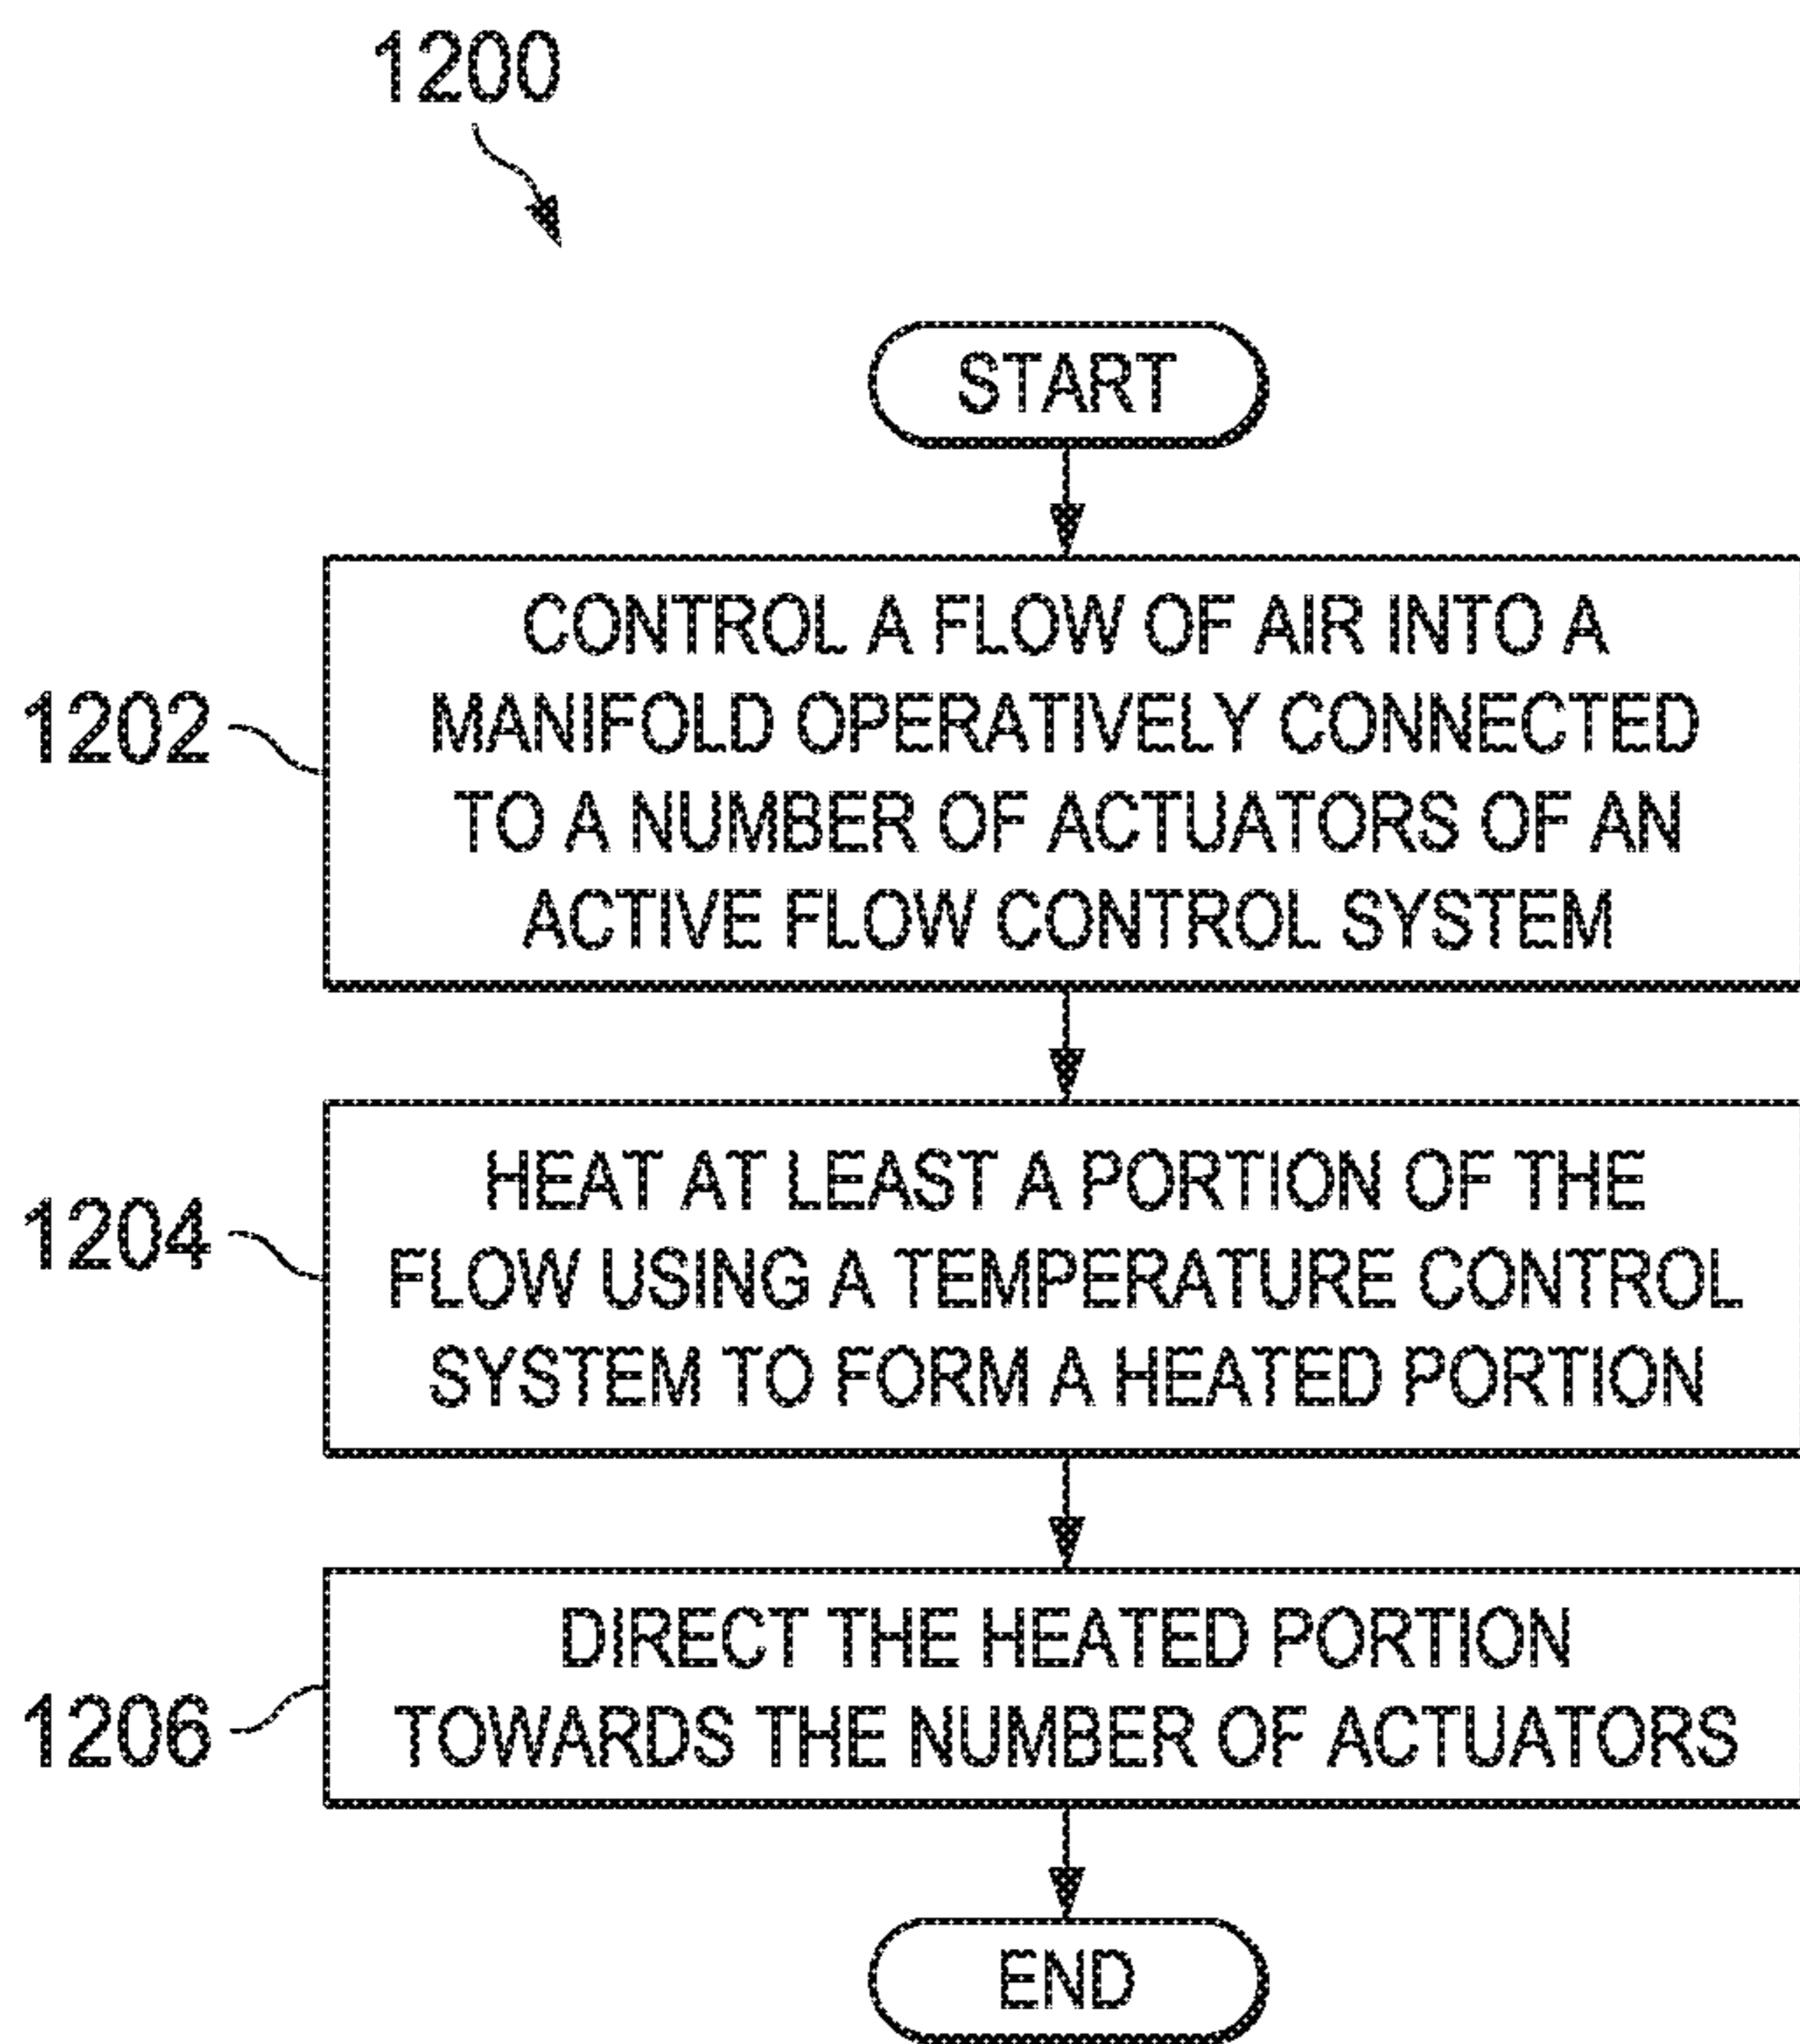 1200
START
1202
CONTROL A FLOW OF AIR INTO A
MANIFOLD OPERATIVELY CONNECTED
TO A NUMBER OF ACTUATORS OF AN
ACTIVE FLOW CONTROL SYSTEM
1204
HEAT AT LEAST A PORTION OF THE
FLOW USING A TEMPERATURE CONTROL
SYSTEM TO FORM A HEATED PORTION
1206
DIRECT THE HEATED PORTION
TOWARDS THE NUMBER OF ACTUATORS
END